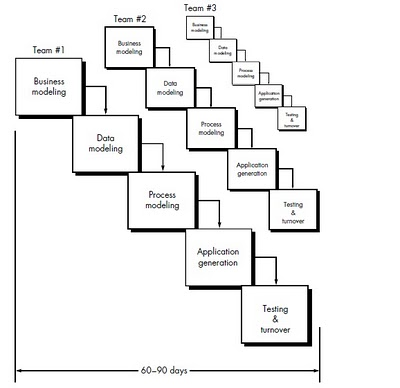 Team #1
Business
modeling
Data
modeling
Process
modeling
Application
generation
Testing
&
turnover
Team #2
Business
modeling
Data
modeling
Process
modeling
Application
generation
Testing
&
turnover
Team #3
Business
modeling
Data
modeling
Process
modeling
Application
generation
Testing
&
turnover
60–90 days